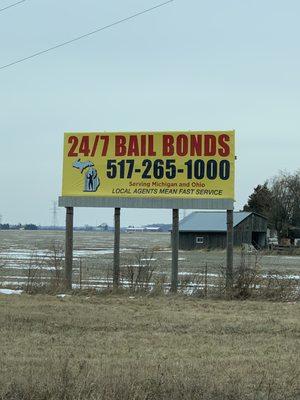 24/7 BAIL BONDS
517-265-1000
Serving Michigan and Ohio
LOCAL AGENTS MEAN FAST SERVICE